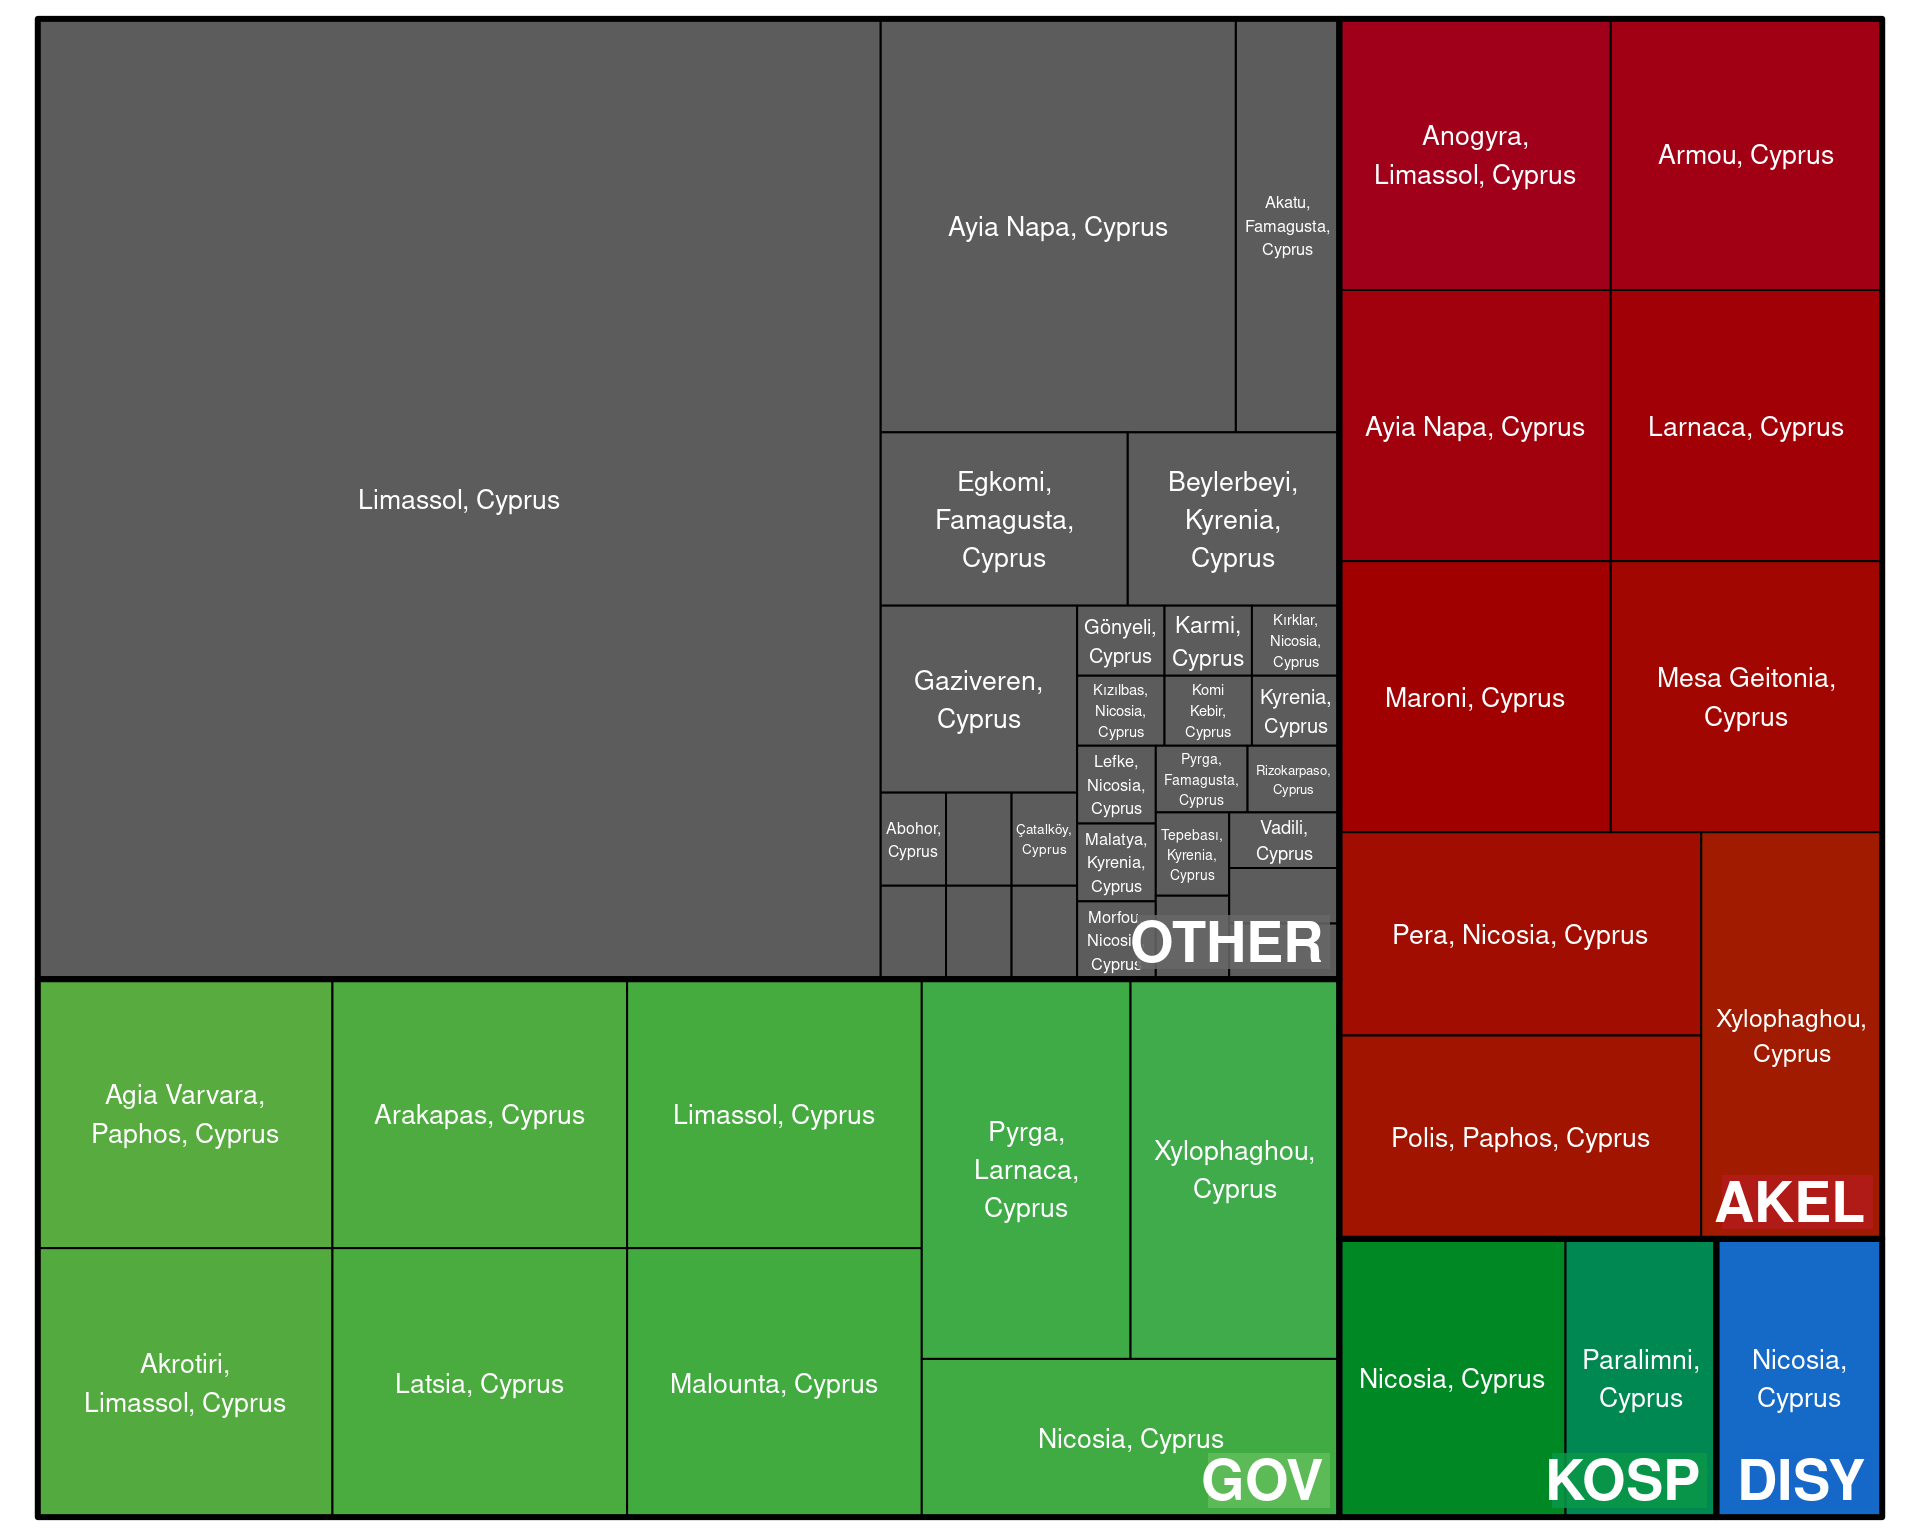 Limassol, Cyprus
Ayia Napa, Cyprus
Akatu,
Famagusta,
Cyprus
Egkomi,
Famagusta,
Cyprus
Beylerbeyi,
Kyrenia,
Cyprus
Gaziveren,
Cyprus
Gönyeli,
Cyprus
Karmi,
Cyprus
Kırklar,
Nicosia,
Cyprus
Kızılbas,
Nicosia,
Cyprus
Komi
Kebir,
Cyprus
Kyrenia,
Cyprus
Lefke,
Nicosia,
Cyprus
Pyrga,
Famagusta,
Cyprus
Rizokarpaso,
Cyprus
Abohor,
Cyprus
Çatalköy,
Cyprus
Malatya,
Kyrenia,
Cyprus
Tepebası,
Kyrenia,
Cyprus
Vadili,
Cyprus
Morfou,
Nicosia,
Cyprus
OTHER
Anogyra,
Limassol, Cyprus
Armou, Cyprus
Ayia Napa, Cyprus
Larnaca, Cyprus
Maroni, Cyprus
Mesa Geitonia,
Cyprus
Pera, Nicosia, Cyprus
Polis, Paphos, Cyprus
Xylophaghou,
Cyprus
AKEL
Agia Varvara,
Paphos, Cyprus
Arakapas, Cyprus
Limassol, Cyprus
Pyrga,
Larnaca,
Cyprus
Xylophaghou,
Cyprus
Akrotiri,
Limassol, Cyprus
Latsia, Cyprus
Malounta, Cyprus
Nicosia, Cyprus
GOV
Nicosia, Cyprus
Paralimni,
Cyprus
KOSP
Nicosia,
Cyprus
DISY